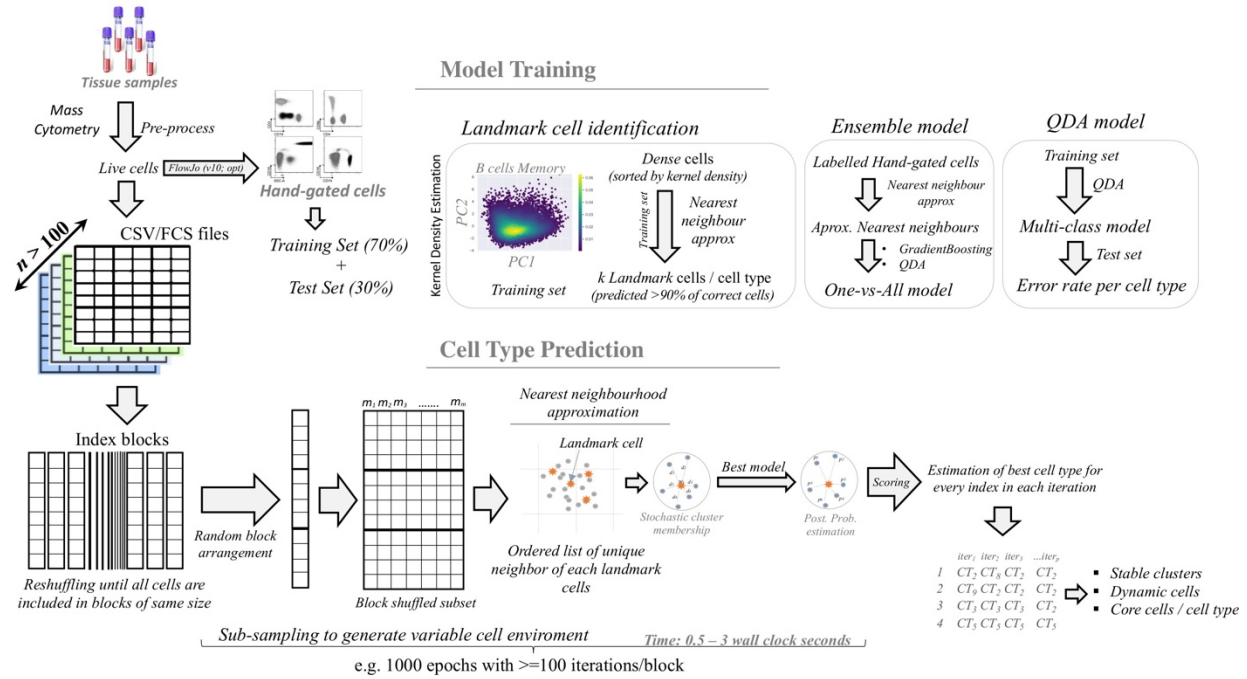 Tissue samples
Mass
Cytometry
Pre-process
Live cells
FlowJo (v10; opt)
Hand-gated cells
Training Set (70%)
+
Test Set (30%)
n > 100
CSV/FCS files
Model Training
Landmark cell identification
Kernel Density Estimation
B cells Memory
PC2
PC1
Training set
Dense cells
(sorted by kernel density)
Training set
Nearest
neighbour
approx
k Landmark cells / cell type
(predicted >90% of correct cells)
Ensemble model
Labelled Hand-gated cells
Nearest neighbour
approx
Aprox. Nearest neighbours
GradientBoosting
QDA
One-vs-All model
QDA model
Training set
QDA
Multi-class model
Test set
Error rate per cell type
Cell Type Prediction
Index blocks
Reshuffling until all cells are
included in blocks of same size
Random block
arrangement
m1 m2 m3 ....... mm
Block shuffled subset
Nearest neighbourhood
approximation
Landmark cell
Ordered list of unique
neighbor of each landmark
cells
Stochastic cluster
membership
Best model
Post. Prob.
estimation
Scoring
Estimation of best cell type for
every index in each iteration
iter1 iter2 iter3 ...iterp
1 CT2 CT8 CT2 CT2
2 CT9 CT2 CT2 CT2
3 CT3 CT3 CT3 CT2
4 CT5 CT5 CT5 CT5
Stable clusters
Dynamic cells
Core cells / cell type
Sub-sampling to generate variable cell enviroment
Time: 0.5 – 3 wall clock seconds
e.g. 1000 epochs with >=100 iterations/block